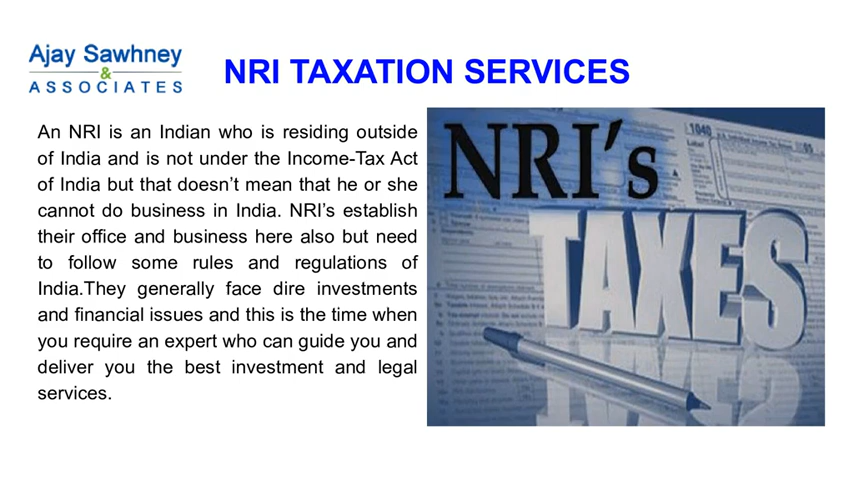 Ajay Sawhney
&
ASSOCIATES
NRI TAXATION SERVICES
An NRI is an Indian who is residing outside
of India and is not under the Income-Tax Act
of India but that doesn’t mean that he or she
cannot do business in India. NRI’s establish
their office and business here also but need
to follow some rules and regulations of
India.They generally face dire investments
and financial issues and this is the time when
you require an expert who can guide you and
deliver you the best investment and legal
services.
NRI’s
TAXES
1040
Label